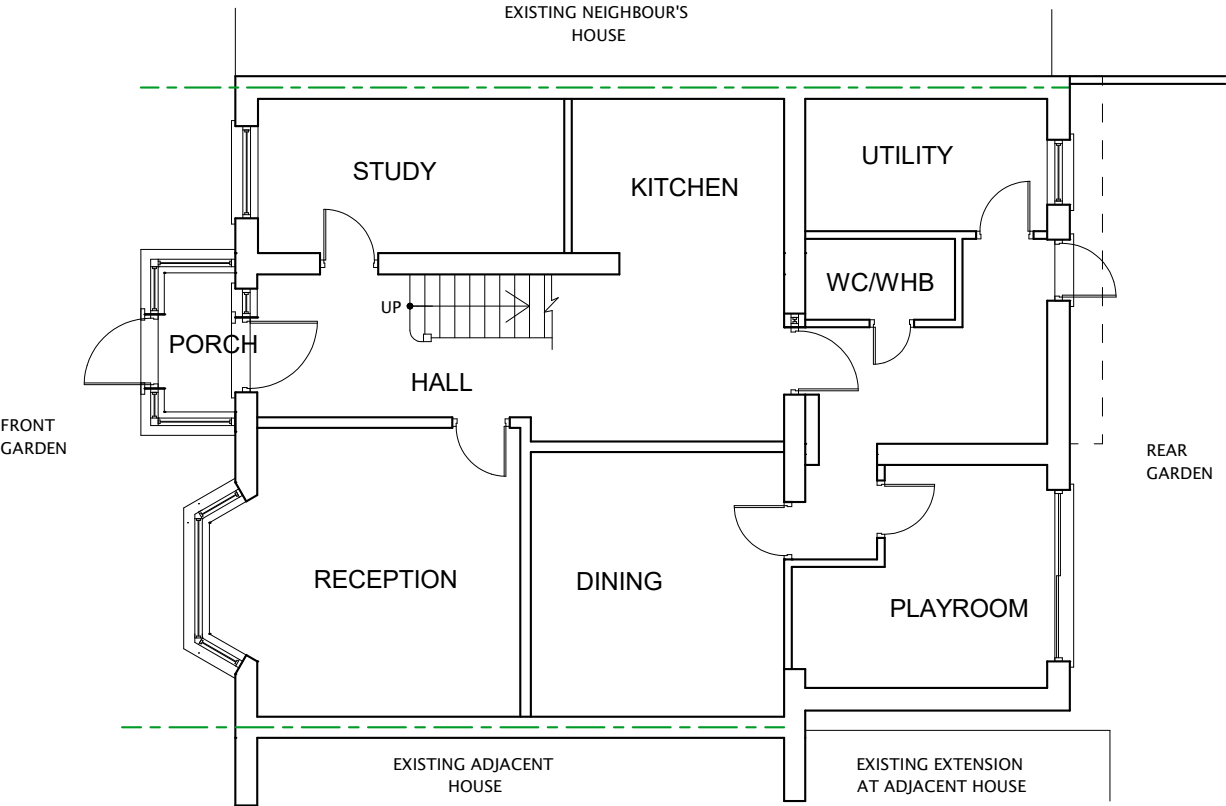 EXISTING NEIGHBOUR'S
HOUSE
STUDY
KITCHEN
UTILITY
WC/WHB
UP
PORCH
HALL
FRONT
GARDEN
REAR
GARDEN
RECEPTION
DINING
PLAYROOM
EXISTING ADJACENT
HOUSE
EXISTING EXTENSION
AT ADJACENT HOUSE